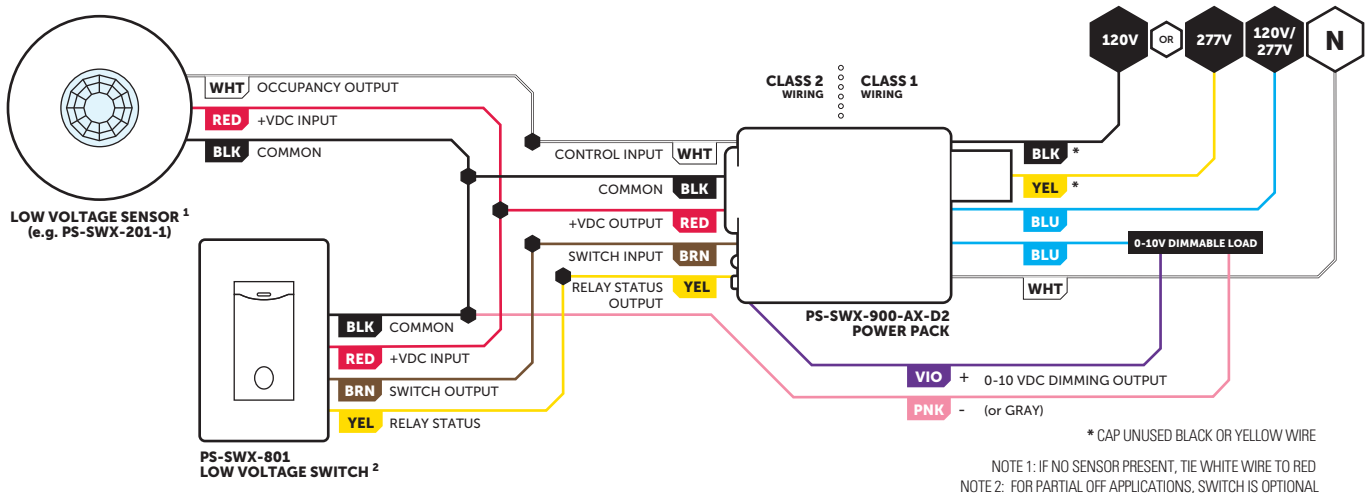 120V
OR
277V
120V/
277V
N
CLASS 2
WIRING
CLASS 1
WIRING
WHT OCCUPANCY OUTPUT
RED +VDC INPUT
BLK COMMON
LOW VOLTAGE SENSOR 1
(e.g. PS-SWX-201-1)
CONTROL INPUT WHT
COMMON BLK
+VDC OUTPUT RED
SWITCH INPUT BRN
RELAY STATUS YEL
OUTPUT
BLK *
YEL *
BLU
BLU
WHT
0-10V DIMMABLE LOAD
PS-SWX-900-AX-D2
POWER PACK
BLK COMMON
RED +VDC INPUT
BRN SWITCH OUTPUT
YEL RELAY STATUS
PS-SWX-801
LOW VOLTAGE SWITCH 2
VIO + 0-10 VDC DIMMING OUTPUT
PNK - (or GRAY)
* CAP UNUSED BLACK OR YELLOW WIRE
NOTE 1: IF NO SENSOR PRESENT, TIE WHITE WIRE TO RED
NOTE 2: FOR PARTIAL OFF APPLICATIONS, SWITCH IS OPTIONAL